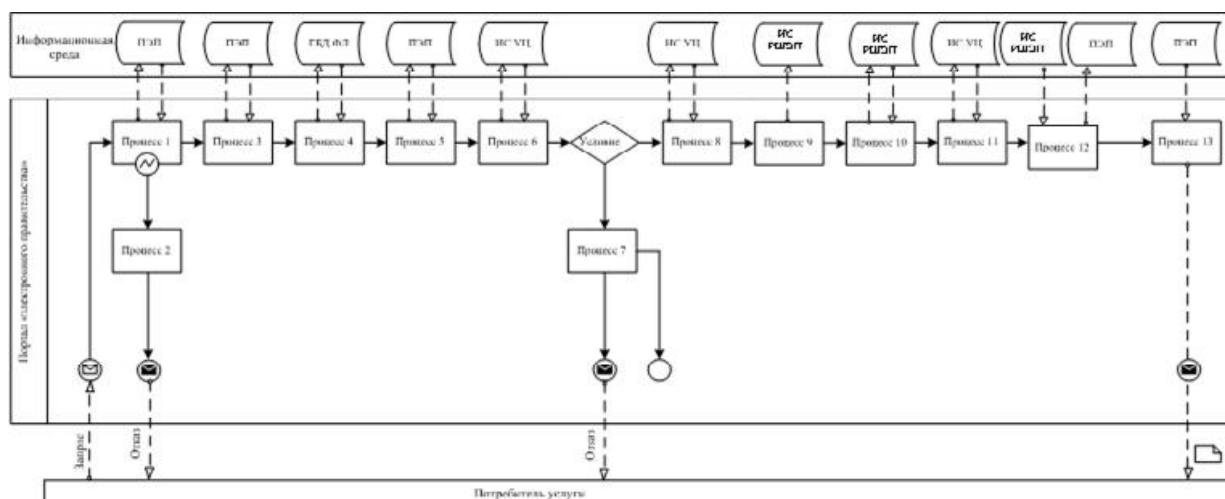 Информационная
среда
ПЭП
ПЭП
ГБД ФЛ
ПЭП
ИС УЦ
ИС УЦ
ИС
РШЭП
ИС
РШЭП
ИС УЦ
ИС
РШЭП
ПЭП
ПЭП
Портал «электронного правительства»
Процесс 1
Процесс 3
Процесс 4
Процесс 5
Процесс 6
Условие
Процесс 8
Процесс 9
Процесс 10
Процесс 11
Процесс 12
Процесс 13
Процесс 2
Процесс 7
Запрос
Отказ
Отказ
Потребитель услуги